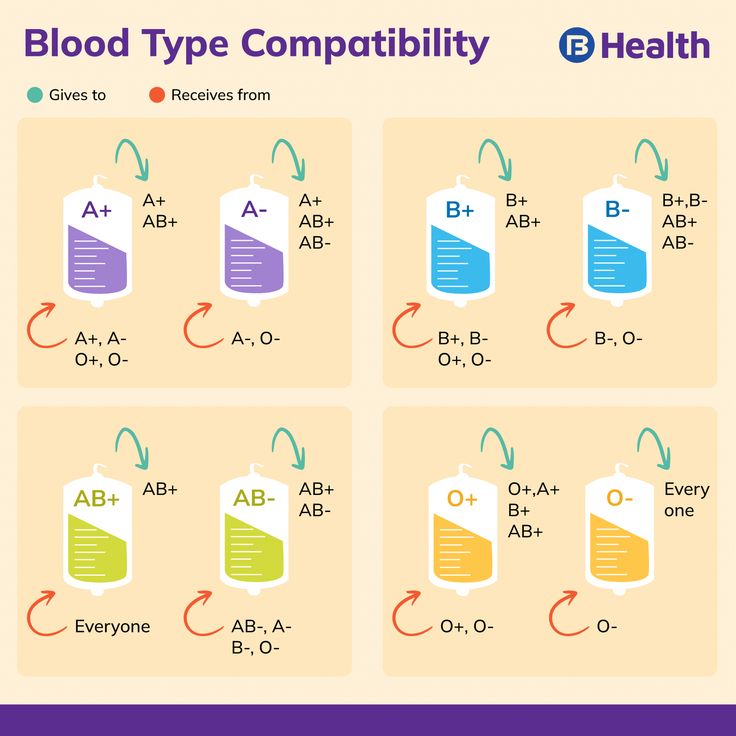 Blood Type Compatibility
B Health
Gives to
Receives from
A+
A+
AB+
A+, A-
O+, O-
A-
A+
AB+
AB-
A-, O-
B+
B+
AB+
B+, B-
O+, O-
B-
B+,B-
AB+
AB-
B-, O-
AB+
AB+
Everyone
AB-
AB+
AB-
AB-, A-
B-, O-
O+
O+,A+
B+
AB+
O+, O-
O-
Every
one
O-